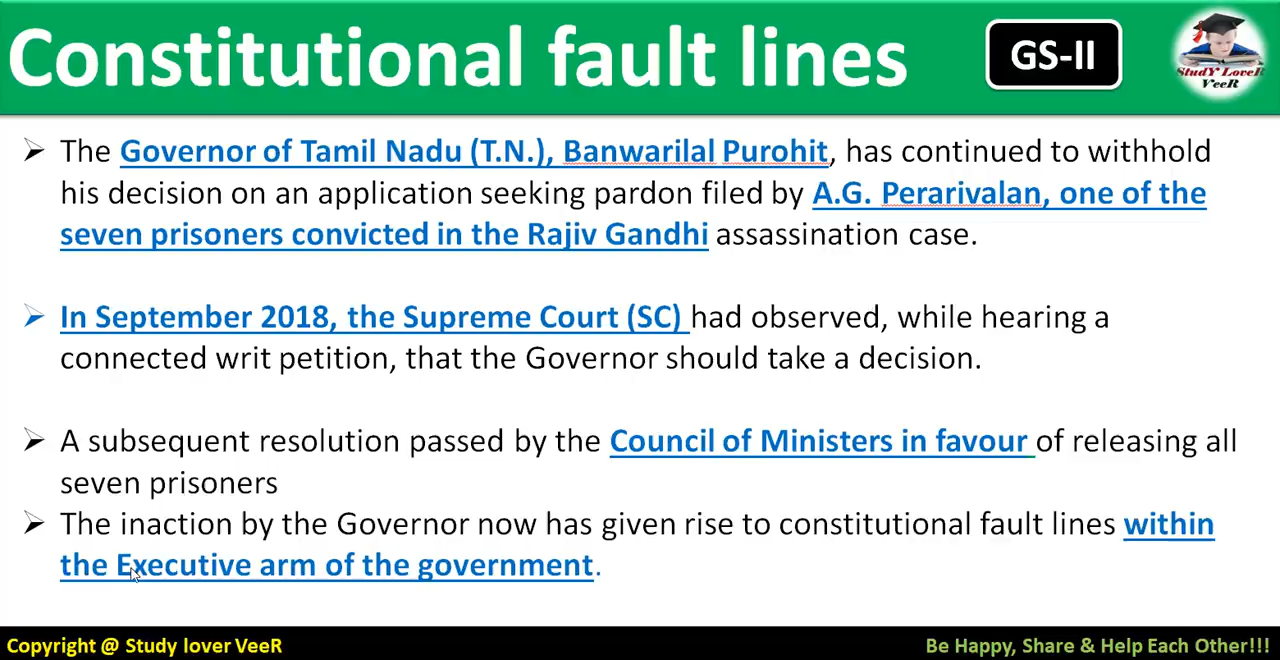 Constitutional fault lines
GS-II
StudY LoveR
VeeR
➢ The Governor of Tamil Nadu (T.N.), Banwarilal Purohit, has continued to withhold
his decision on an application seeking pardon filed by A.G. Perarivalan, one of the
seven prisoners convicted in the Rajiv Gandhi assassination case.
➢ In September 2018, the Supreme Court (SC) had observed, while hearing a
connected writ petition, that the Governor should take a decision.
➢ A subsequent resolution passed by the Council of Ministers in favour of releasing all
seven prisoners
➢ The inaction by the Governor now has given rise to constitutional fault lines within
the Executive arm of the government.
Copyright @ Study lover VeeR
Be Happy, Share & Help Each Other!!!